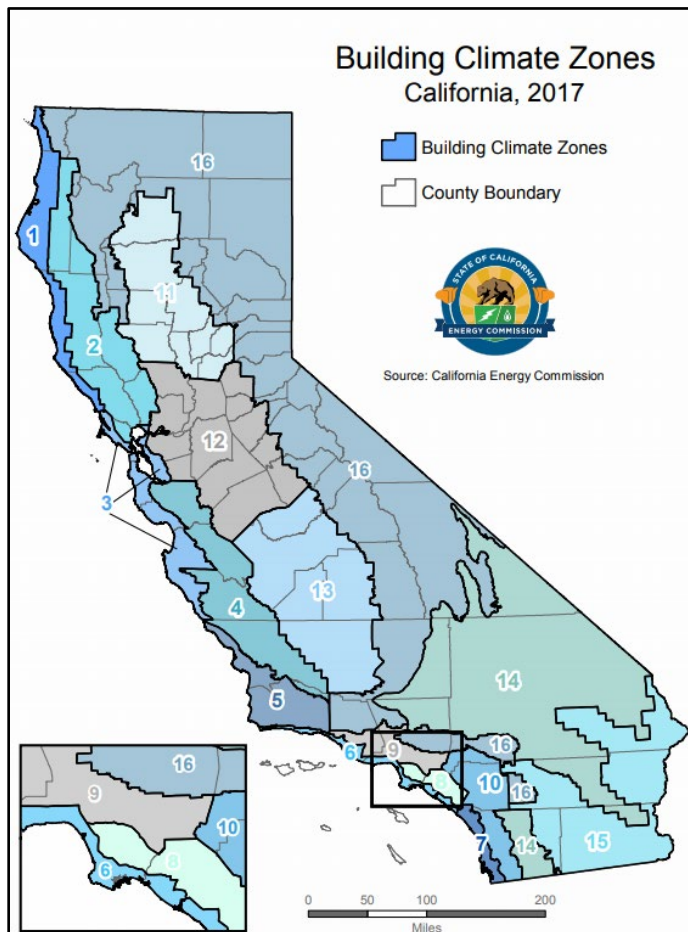 Building Climate Zones
California, 2017
Building Climate Zones
County Boundary
STATE OF CALIFORNIA
ENERGY COMMISSION
Source: California Energy Commission
16
1
11
2
12
16
3
13
4
14
5
16
6
9
10
8
16
7
14
15
16
9
10
8
6
0 50 100 200
Miles